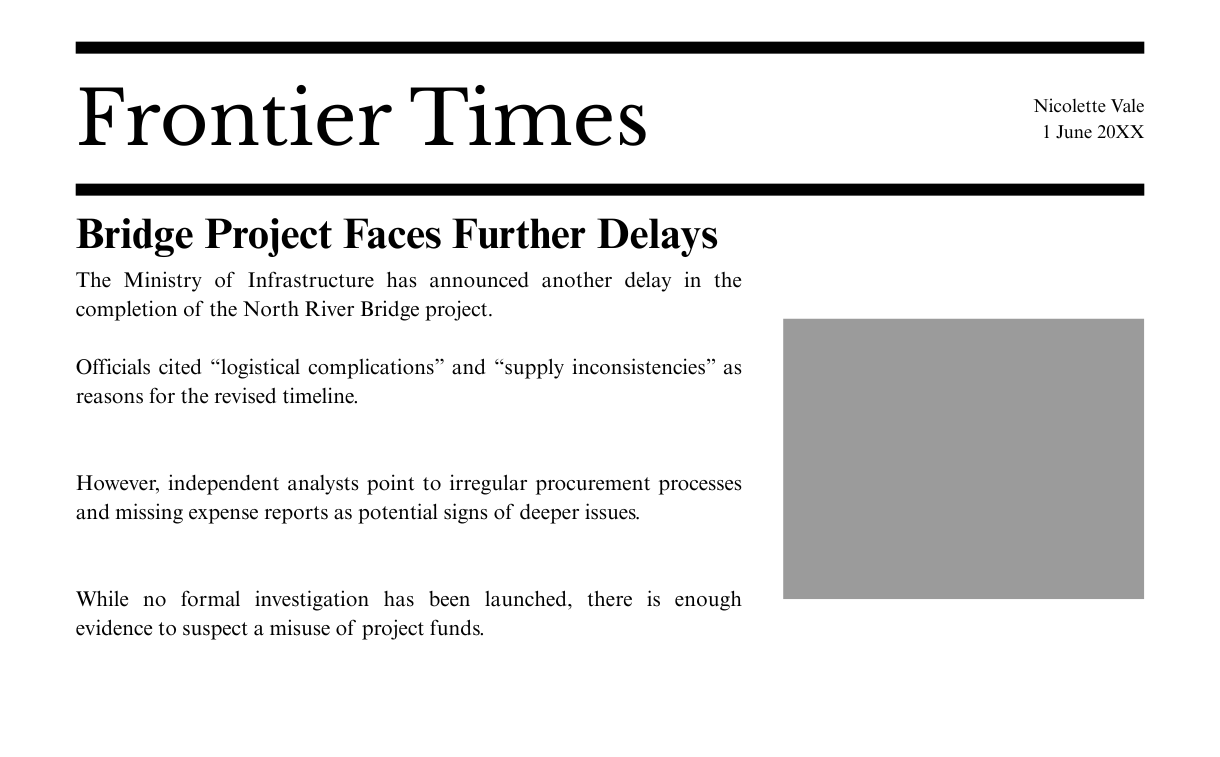 Frontier Times
Nicolette Vale
1 June 20XX
Bridge Project Faces Further Delays
The Ministry of Infrastructure has announced another delay in the
completion of the North River Bridge project.
Officials cited “logistical complications” and “supply inconsistencies” as
reasons for the revised timeline.
However, independent analysts point to irregular procurement processes
and missing expense reports as potential signs of deeper issues.
While no formal investigation has been launched, there is enough
evidence to suspect a misuse of project funds.